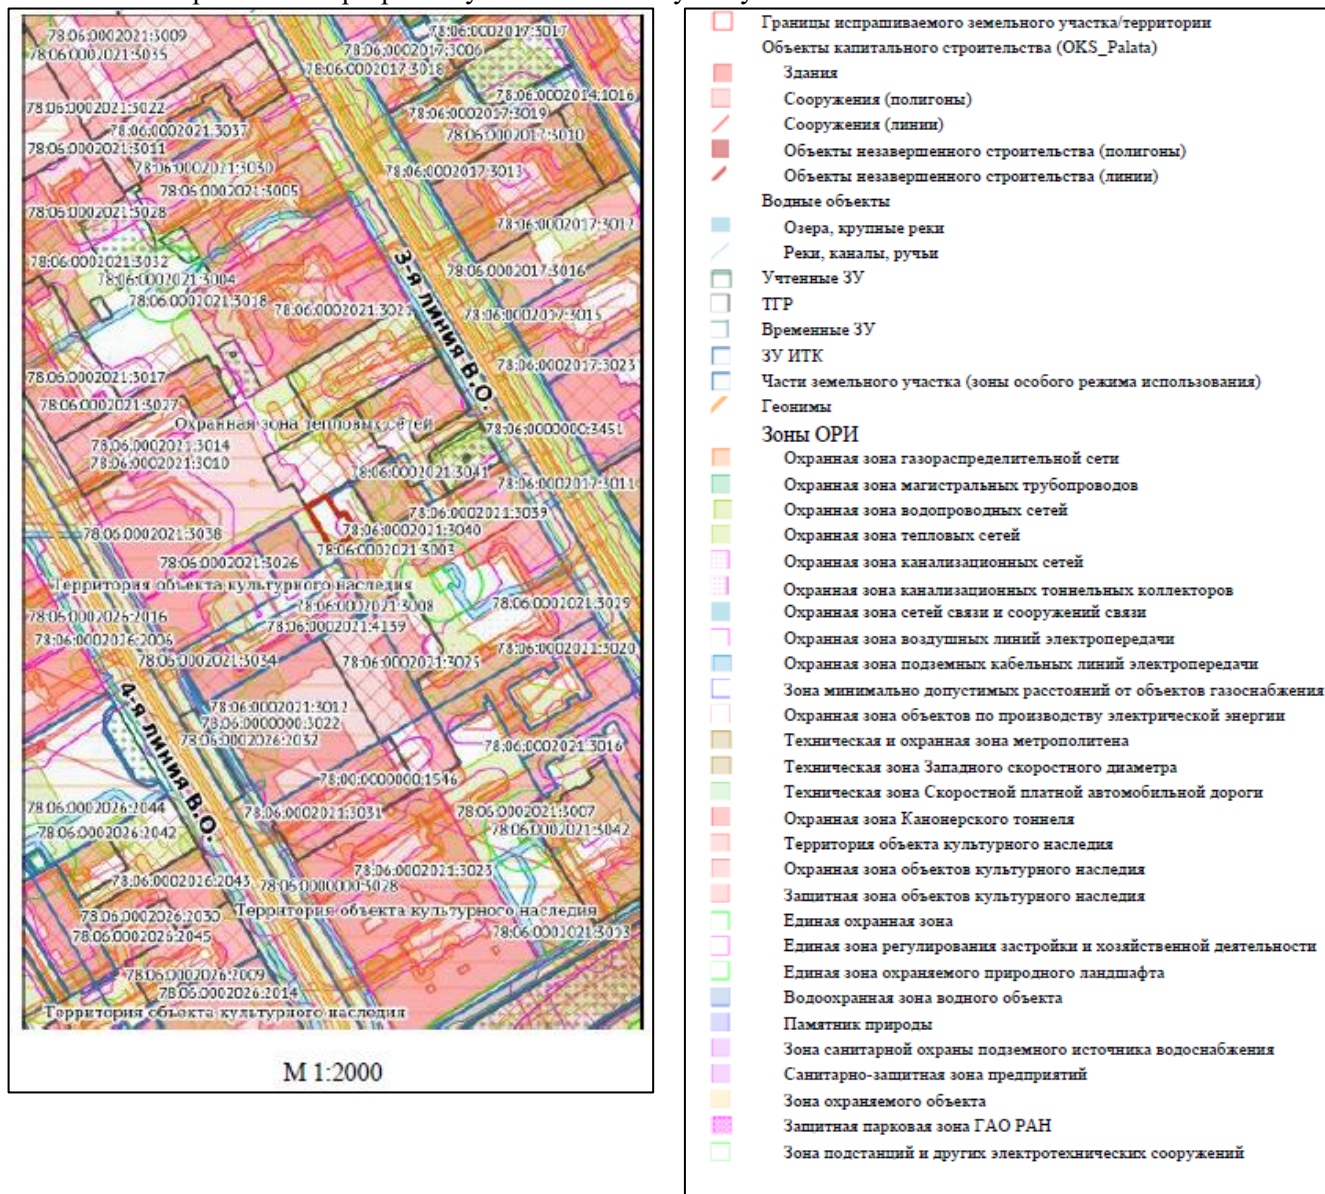 78:06:0002017:3017
78:06:0002021:3009
78:06:0002017:3006
78:06:0002021:3035
78:06:0002017:3018
78:06:0002014:1016
78:06:0002021:3022
78:06:0002017:3019
78:06:0002021:3037
78:06:0002017:3010
78:06:0002021:3011
78:06:0002021:3030
78:06:0002017:3013
78:06:0002021:3005
78:06:0002021:3028
78:06:0002017:3012
78:06:0002021:3032
78:06:0002021:3004
78:06:0002017:3016
78:06:0002021:3018
78:06:0002021:3021
78:06:0002017:3015
3-я линия В.О.
78:06:0002017:3023
78:06:0002021:3017
78:06:0002021:3027
Охранная зона тепловых сетей
78:06:0000000:3451
78:06:0002021:3014
78:06:0002021:3010
78:06:0002021:3041
78:06:0002017:3011
78:06:0002021:3039
78:06:0002021:3038
78:06:0002021:3040
78:06:0002021:3003
78:06:0002021:3026
Территория объекта культурного наследия
78:06:0002021:3008
78:06:0002021:3029
78:06:0002026:2016
78:06:0002021:4139
78:06:0002026:2006
78:06:0002021:3020
78:06:0002021:3034
78:06:0002021:3025
4-я линия В.О.
78:06:0002021:3012
78:06:0000000:3022
78:06:0002026:2032
78:06:0002021:3016
78:00:0000000:1546
78:06:0002026:2044
78:06:0002021:3031
78:06:0002021:3007
78:06:0002026:2042
78:06:0002021:3042
78:06:0002021:3023
78:06:0002026:2043
78:06:0000000:3028
78:06:0002026:2030
Территория объекта культурного наследия
78:06:0002026:2045
78:06:0002026:2009
78:06:0002026:2014
Территория объекта культурного наследия
М 1:2000
Границы испрашиваемого земельного участка/территории
Объекты капитального строительства (OKS_Palata)
Здания
Сооружения (полигоны)
Сооружения (линии)
Объекты незавершенного строительства (полигоны)
Объекты незавершенного строительства (линии)
Водные объекты
Озера, крупные реки
Реки, каналы, ручьи
Учтенные ЗУ
ТГР
Временные ЗУ
ЗУ ИТК
Части земельного участка (зоны особого режима использования)
Геонимы
Зоны ОРИ
Охранная зона газораспределительной сети
Охранная зона магистральных трубопроводов
Охранная зона водопроводных сетей
Охранная зона тепловых сетей
Охранная зона канализационных сетей
Охранная зона канализационных тоннельных коллекторов
Охранная зона сетей связи и сооружений связи
Охранная зона воздушных линий электропередачи
Охранная зона подземных кабельных линий электропередачи
Зона минимально допустимых расстояний от объектов газоснабжения
Охранная зона объектов по производству электрической энергии
Техническая и охранная зона метрополитена
Техническая зона Западного скоростного диаметра
Техническая зона Скоростной платной автомобильной дороги
Охранная зона Канонерского тоннеля
Территория объекта культурного наследия
Охранная зона объектов культурного наследия
Защитная зона объектов культурного наследия
Единая охранная зона
Единая зона регулирования застройки и хозяйственной деятельности
Единая зона охраняемого природного ландшафта
Водоохранная зона водного объекта
Памятник природы
Зона санитарной охраны подземного источника водоснабжения
Санитарно-защитная зона предприятий
Зона охраняемого объекта
Защитная парковая зона ГАО РАН
Зона подстанций и других электротехнических сооружений